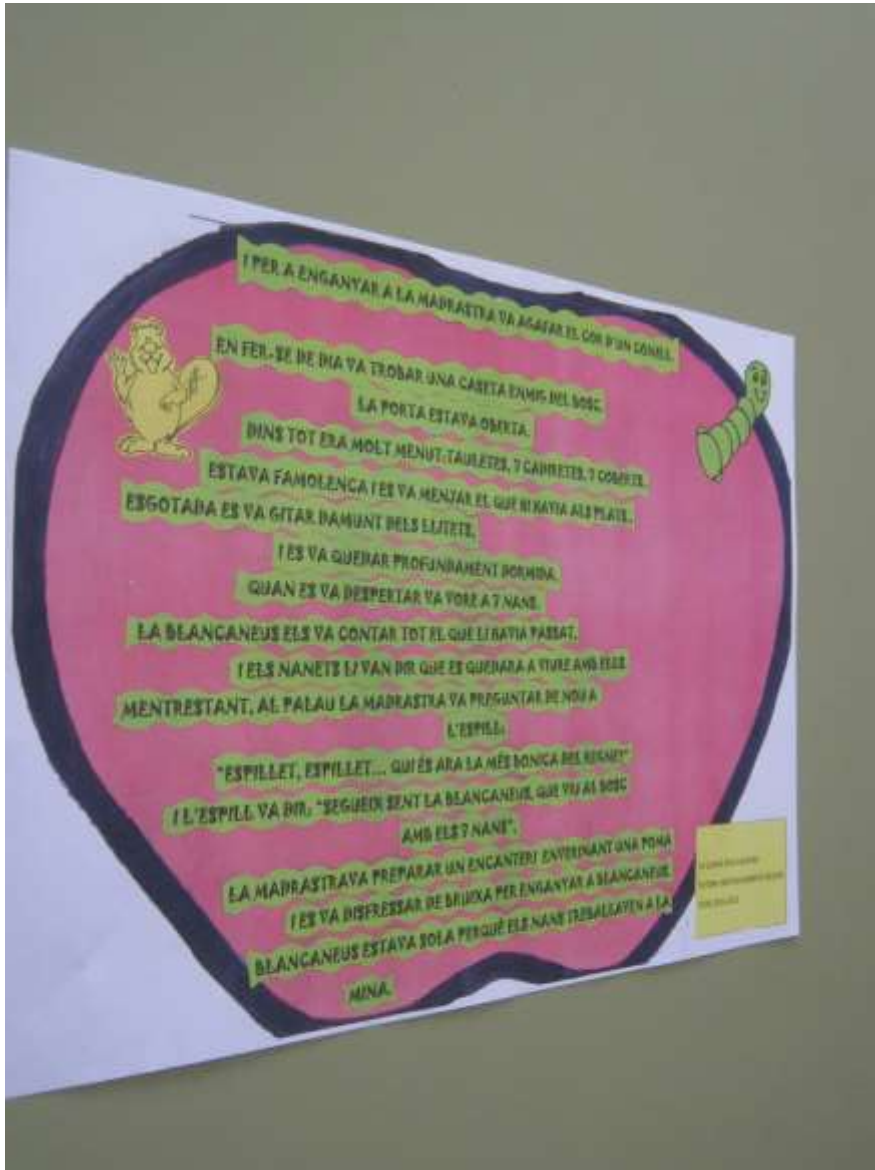 I PER A ENGANYAR A LA MADRASTRA VA AGAFAR EL COR D'UN CONILL.
EN FER-SE DE DIA VA TROBAR UNA CASETA ENMIG DEL BOSC.
LA PORTA ESTAVA OBERTA.
DINS TOT ERA MOLT MENUT: TAULETES, 7 CADIRETES, 7 COBERTS.
ESTAVA FAMOLENCA I ES VA MENJAR EL QUE HI HAVIA ALS PLATS.
ESGOTADA ES VA GITAR DAMUNT DELS LLITETS.
I ES VA QUEDAR PROFUNDAMENT DORMIDA.
QUAN ES VA DESPERTAR VA VORE A 7 NANS.
LA BLANCANEUS ELS VA CONTAR TOT EL QUE LI HAVIA PASSAT.
I ELS NANETS LI VAN DIR QUE ES QUEDARA A VIURE AMB ELLS
MENTRESTANT, AL PALAU LA MADRASTRA VA PREGUNTAR DE NOU A
L'ESPILL:
"ESPILLET, ESPILLET... QUI ÉS ARA LA MÉS BONICA DEL REGNE?"
I L'ESPILL VA DIR: "SEGUEIX SENT LA BLANCANEUS, QUE VIU AL BOSC
AMB ELS 7 NANS".
LA MADRASTRAVA PREPARAR UN ENCANTERI ENVERINANT UNA POMA
I ES VA DISFRESSAR DE BRUIXA PER ENGANYAR A BLANCANEUS.
BLANCANEUS ESTAVA SOLA PERQUÈ ELS NANS TREBALLAVEN A LA
MINA.